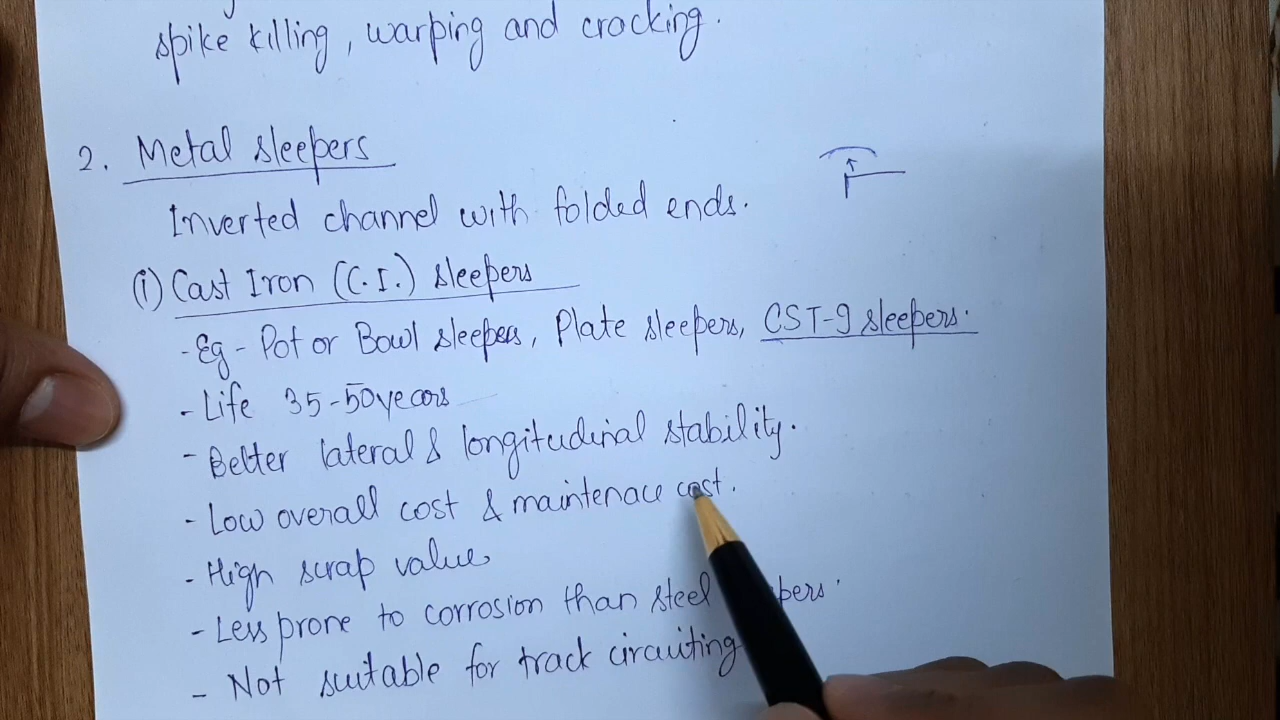 spike killing, warping and cracking.
2. Metal sleepers
Inverted channel with folded ends.
(i) Cast Iron (C.I.) sleepers
- Eg - Pot or Bowl sleepers, Plate sleepers, CST-9 sleepers.
- Life 35-50years
- Better lateral & longitudinal stability.
- Low overall cost & maintenace cost.
- High scrap value
- Less prone to corrosion than steel
- Not suitable for track circuiting